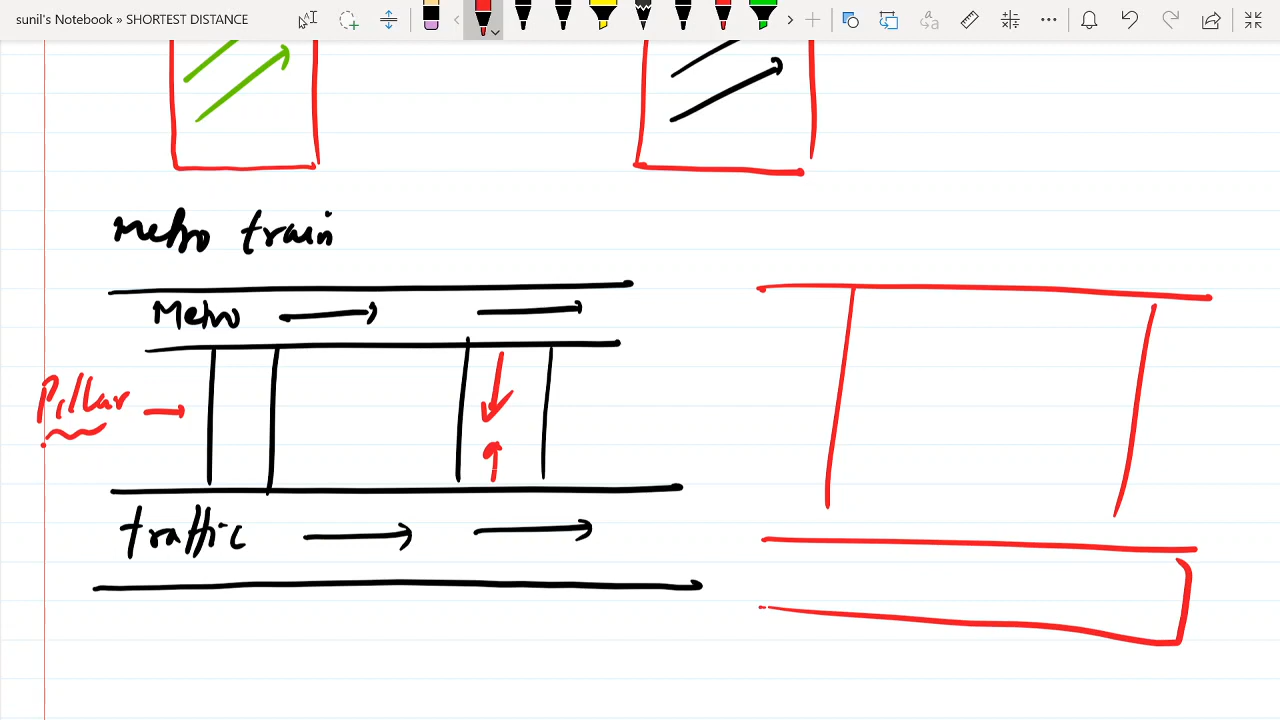 sunil's Notebook » SHORTEST DISTANCE
Metro train
Metro
Pillar
traffic